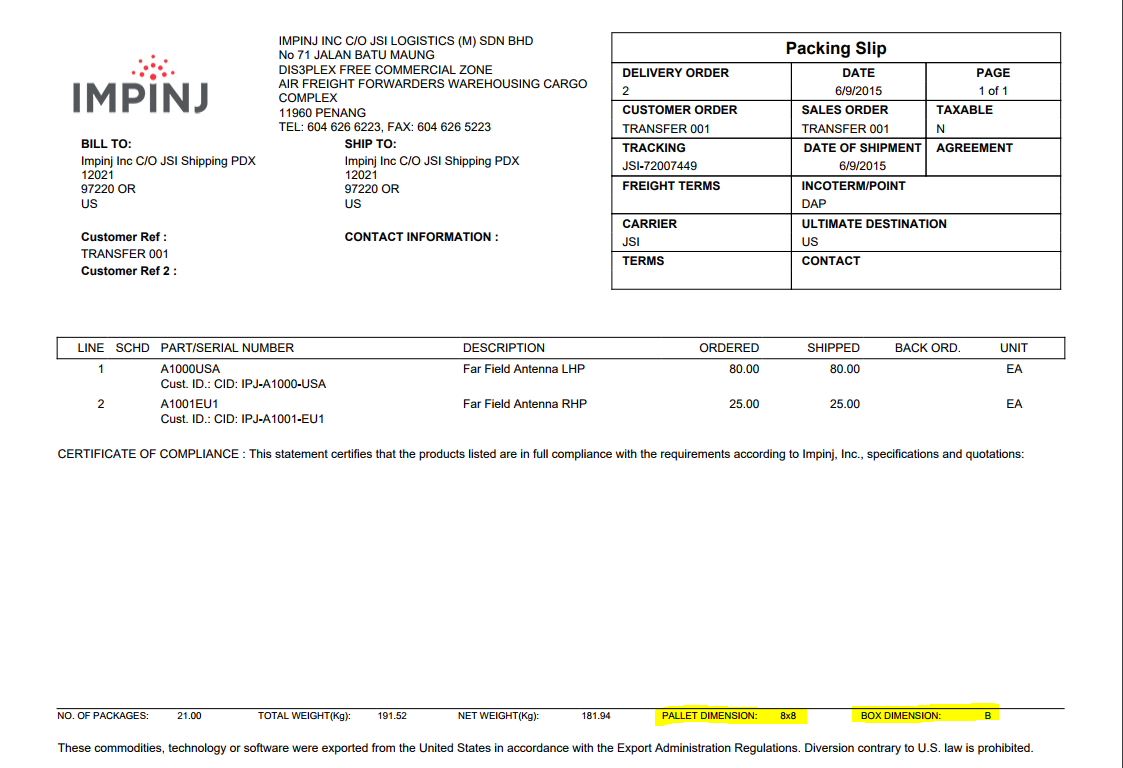 IMPINJ
IMPINJ INC C/O JSI LOGISTICS (M) SDN BHD
No 71 JALAN BATU MAUNG
DIS3PLEX FREE COMMERCIAL ZONE
AIR FREIGHT FORWARDERS WAREHOUSING CARGO
COMPLEX
11960 PENANG
TEL: 604 626 6223, FAX: 604 626 5223
BILL TO:
Impinj Inc C/O JSI Shipping PDX
12021
97220 OR
US
SHIP TO:
Impinj Inc C/O JSI Shipping PDX
12021
97220 OR
US
Customer Ref :
TRANSFER 001
Customer Ref 2 :
CONTACT INFORMATION :
Packing Slip
DELIVERY ORDER DATE PAGE
2 6/9/2015 1 of 1
CUSTOMER ORDER SALES ORDER TAXABLE
TRANSFER 001 TRANSFER 001 N
TRACKING DATE OF SHIPMENT AGREEMENT
JSI-72007449 6/9/2015
FREIGHT TERMS INCOTERM/POINT
DAP
CARRIER ULTIMATE DESTINATION
JSI US
TERMS CONTACT
LINE SCHD PART/SERIAL NUMBER DESCRIPTION ORDERED SHIPPED BACK ORD. UNIT
1 A1000USA Far Field Antenna LHP 80.00 80.00 EA
Cust. ID.: CID: IPJ-A1000-USA
2 A1001EU1 Far Field Antenna RHP 25.00 25.00 EA
Cust. ID.: CID: IPJ-A1001-EU1
CERTIFICATE OF COMPLIANCE : This statement certifies that the products listed are in full compliance with the requirements according to Impinj, Inc., specifications and quotations:
NO. OF PACKAGES: 21.00 TOTAL WEIGHT(Kg): 191.52 NET WEIGHT(Kg): 181.94 PALLET DIMENSION: 8x8 BOX DIMENSION: B
These commodities, technology or software were exported from the United States in accordance with the Export Administration Regulations. Diversion contrary to U.S. law is prohibited.